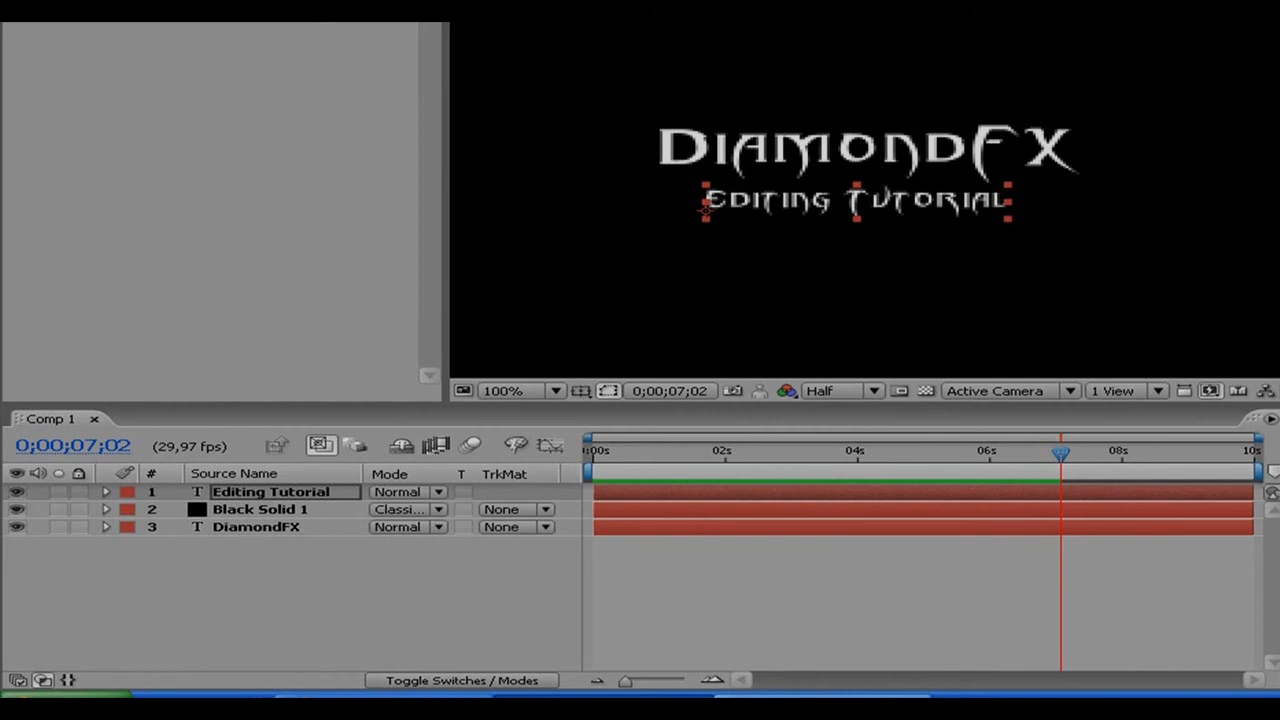 DiamondFX
Editing Tutorial
100%
0;00;07;02
Half
Active Camera
1 View
Comp 1
0;00;07;02
(29,97 fps)
:00s
02s
04s
06s
08s
10s
#
Source Name
Mode
T
TrkMat
1
T
Editing Tutorial
Normal
2
Black Solid 1
Classi...
None
3
T
DiamondFX
Normal
None
Toggle Switches / Modes